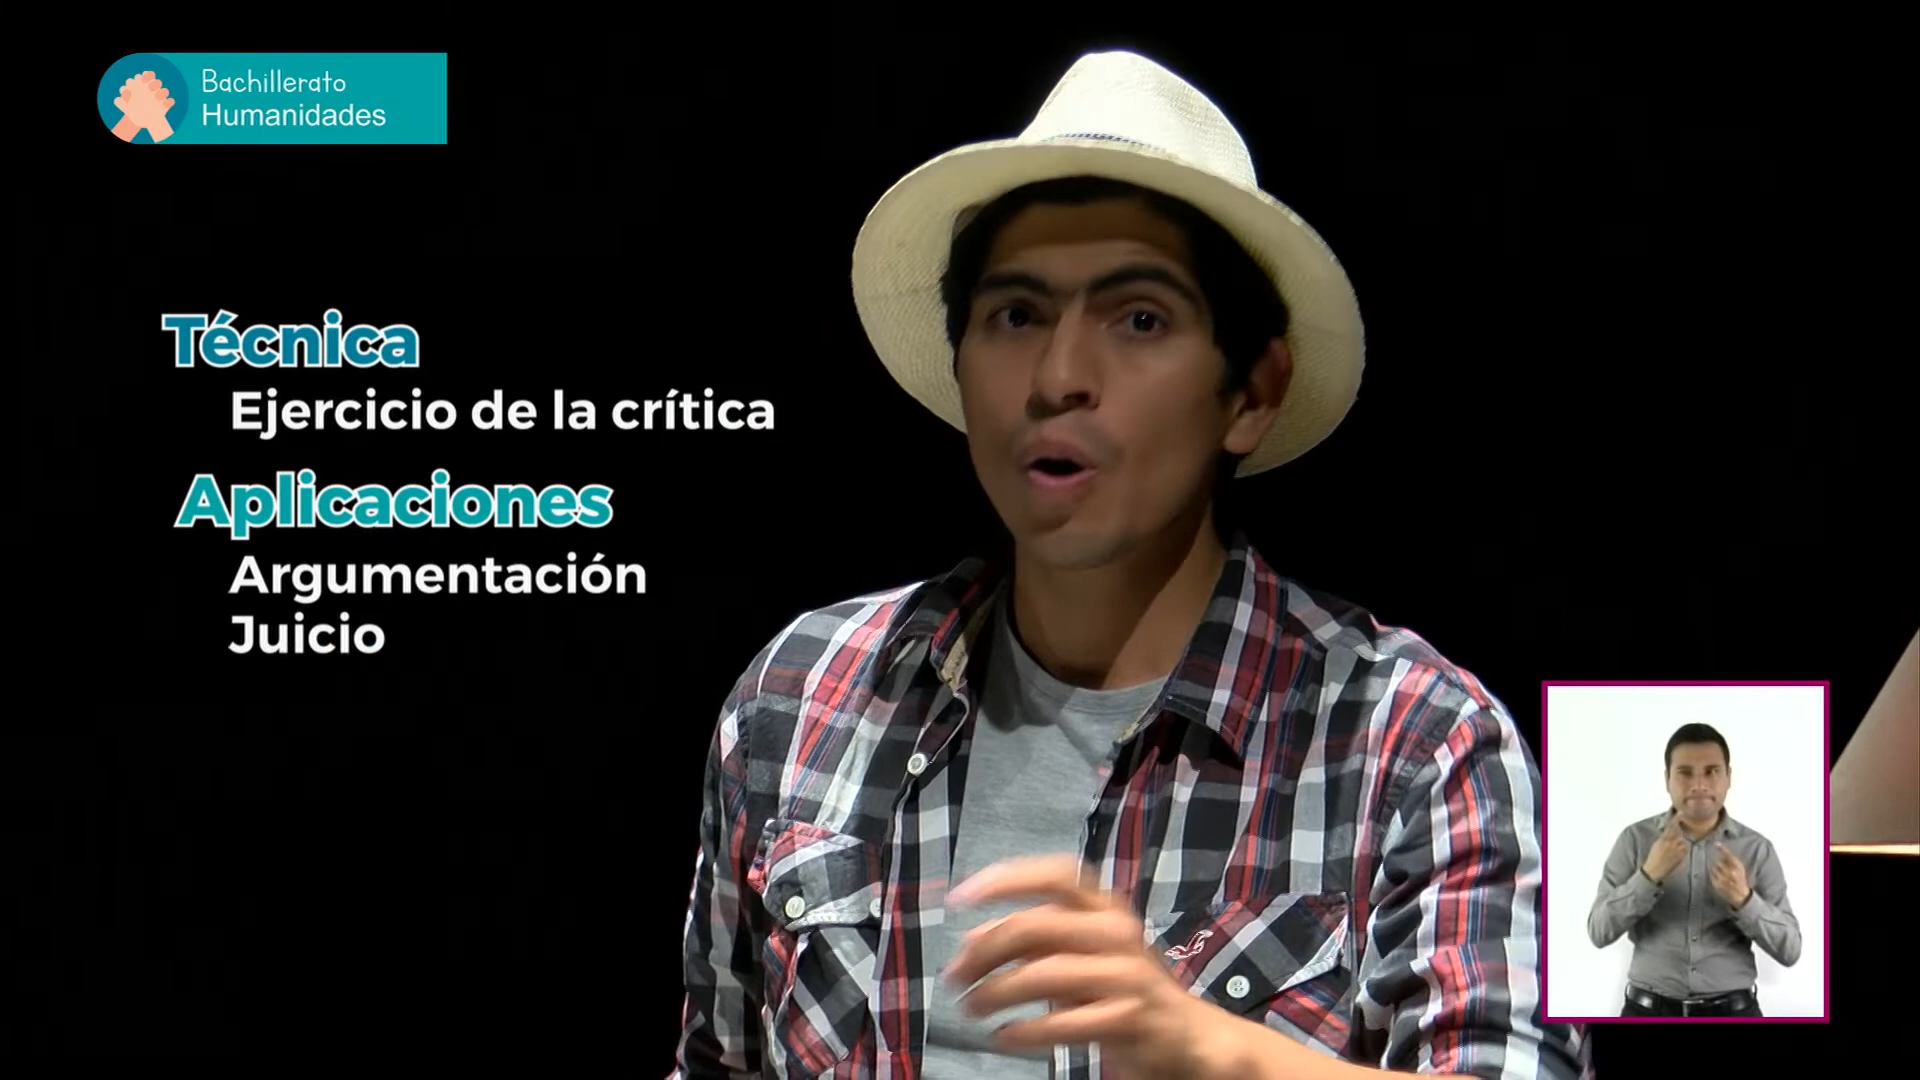 Bachillerato
Humanidades
Técnica
Ejercicio de la crítica
Aplicaciones
Argumentación
Juicio